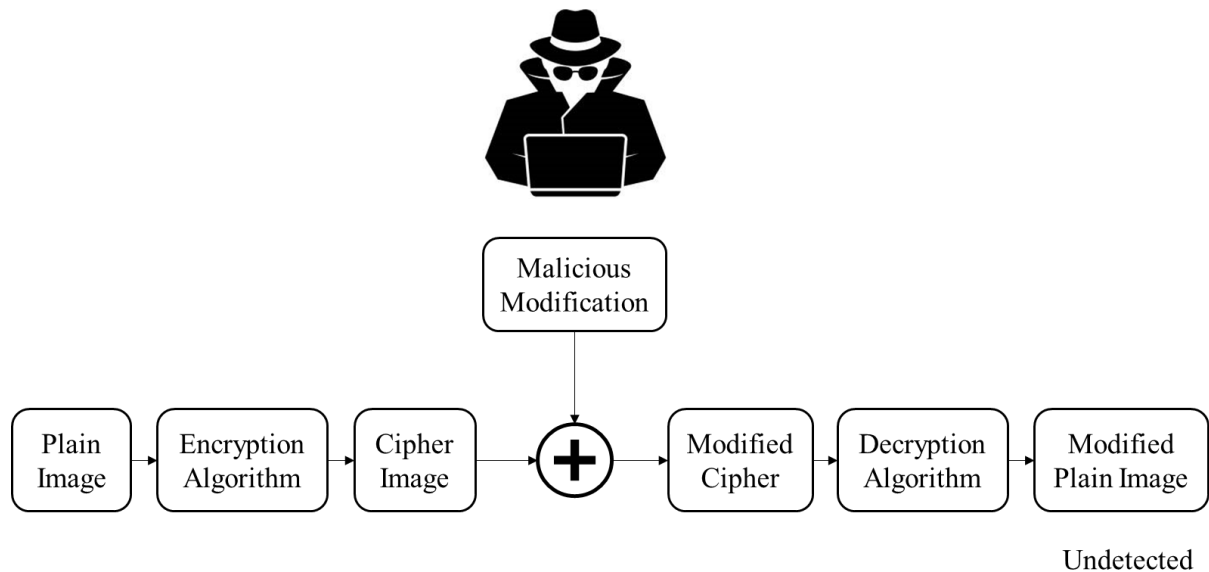 Malicious
Modification
Plain
Image
Encryption
Algorithm
Cipher
Image
Modified
Cipher
Decryption
Algorithm
Modified
Plain Image
Undetected